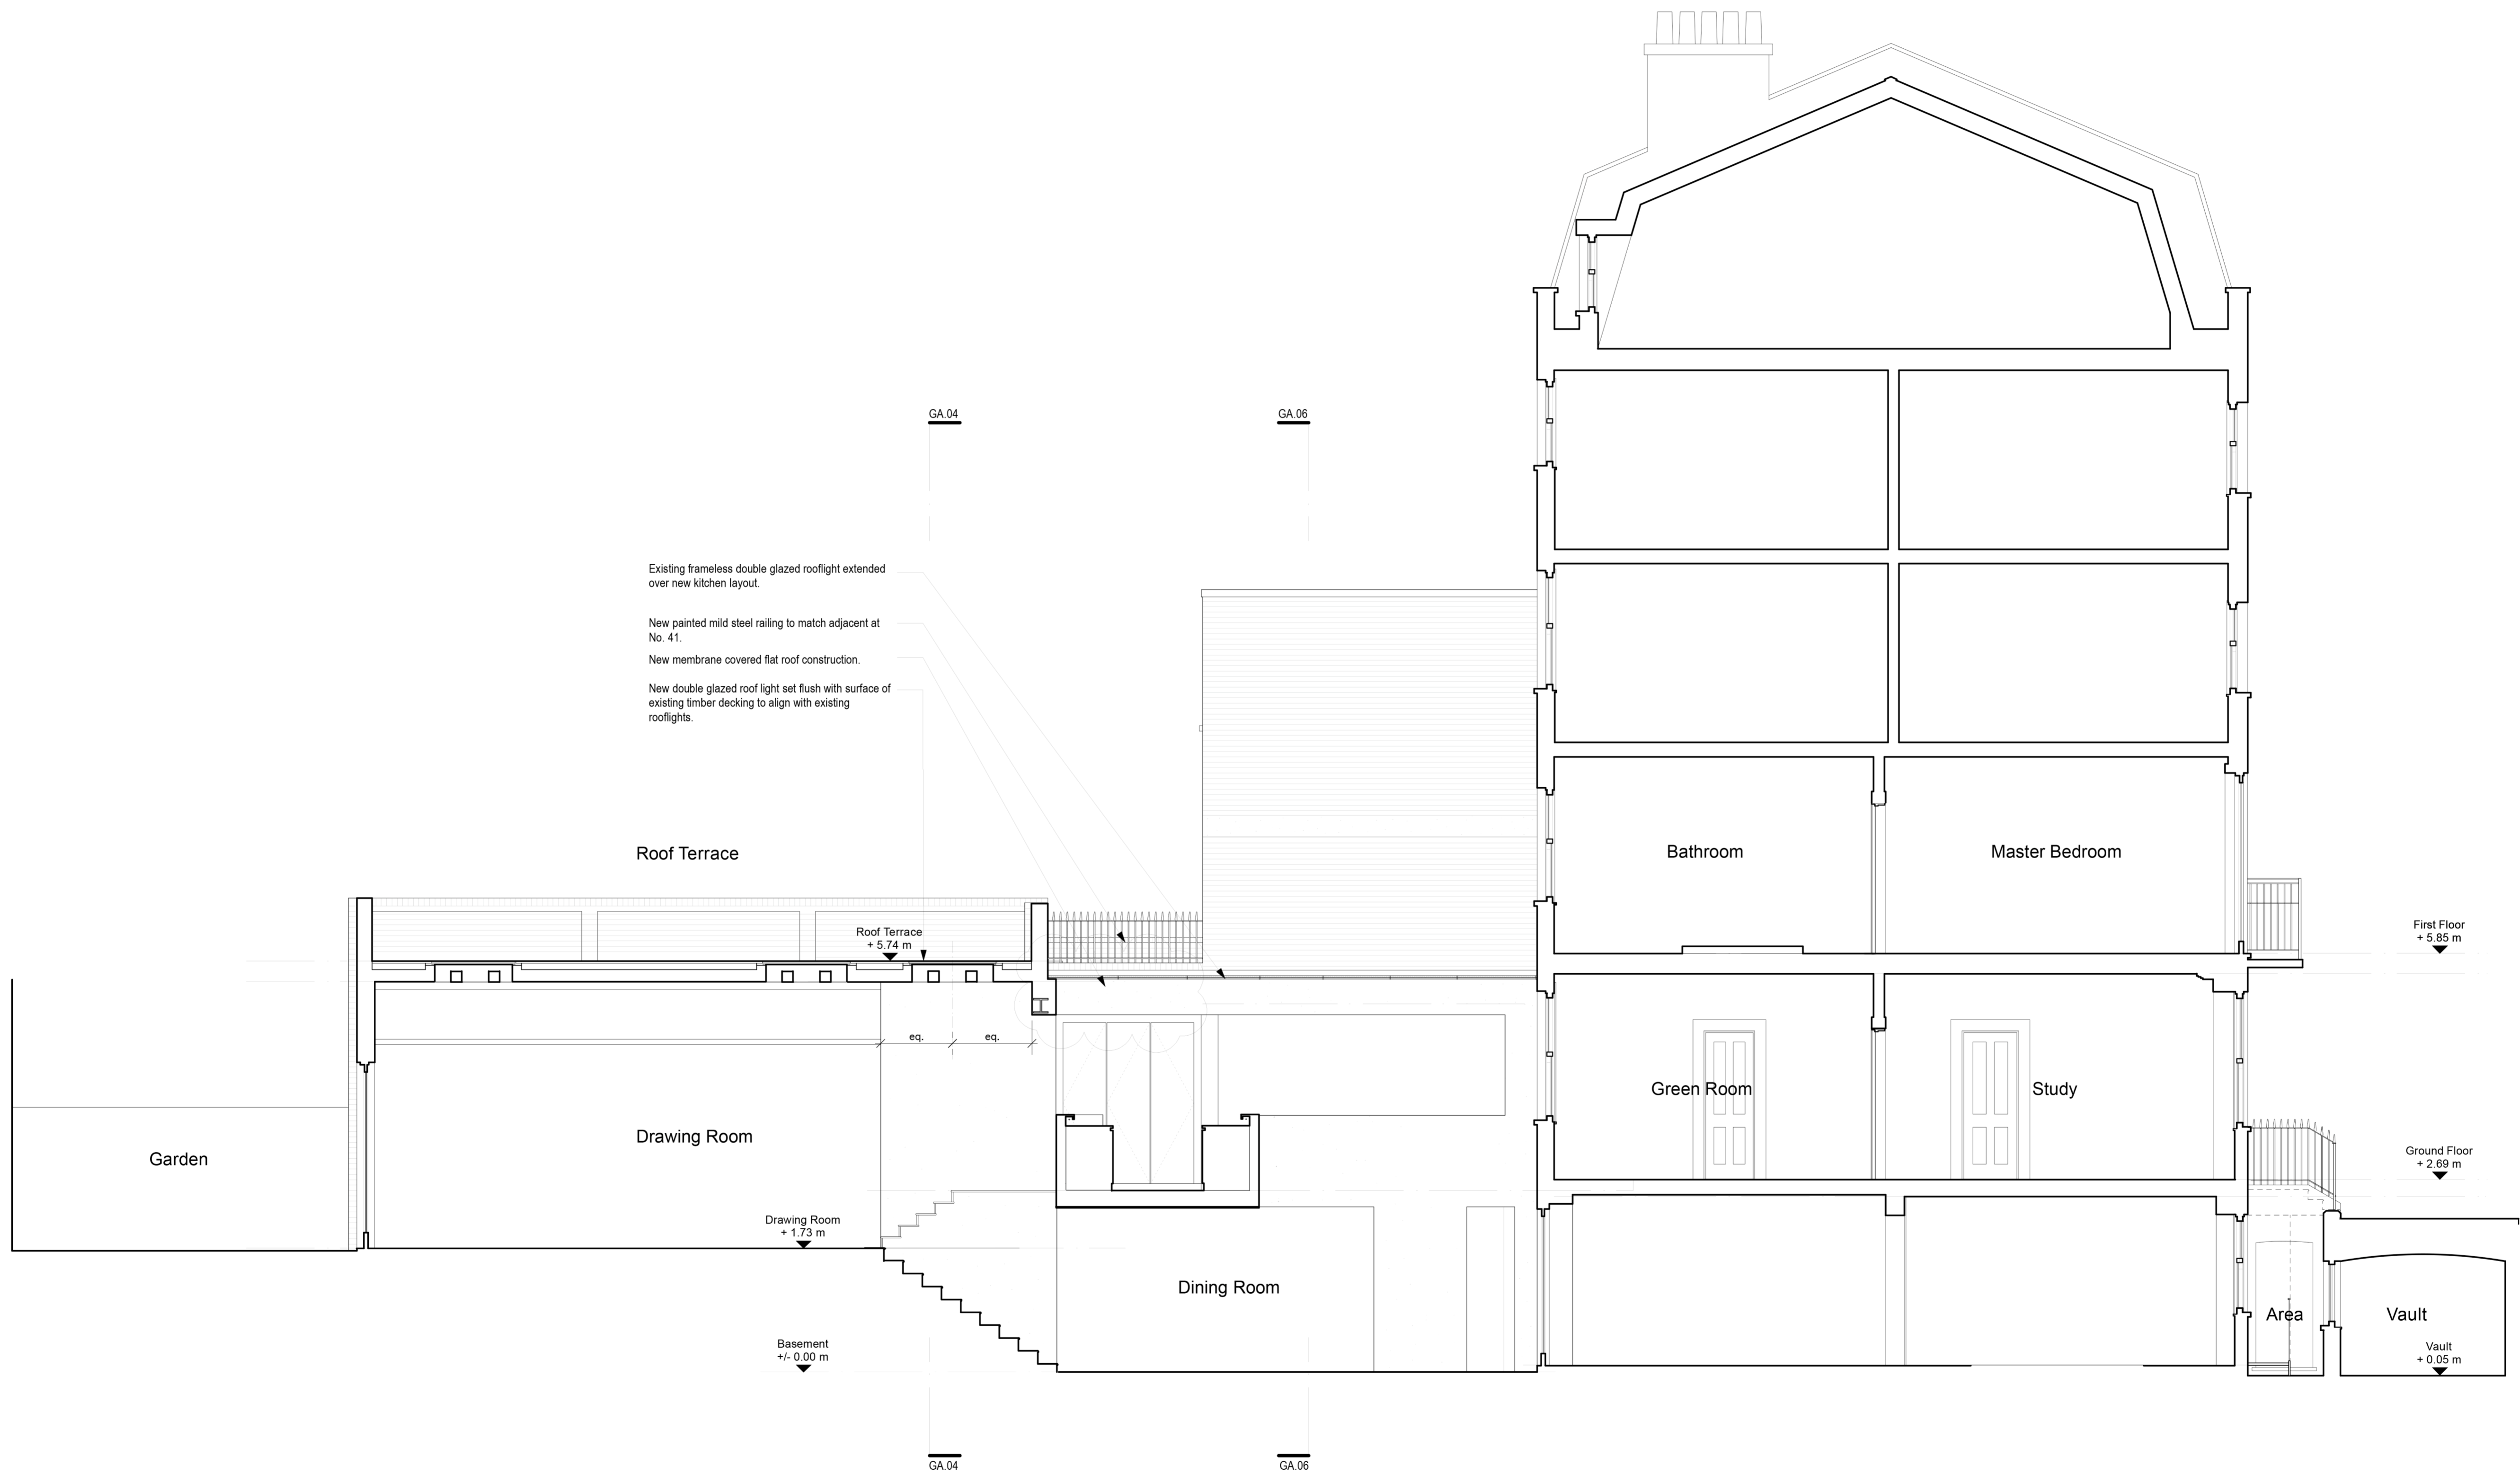 GA.04
GA.06
Existing frameless double glazed rooflight extended
over new kitchen layout.
New painted mild steel railing to match adjacent at
No. 41.
New membrane covered flat roof construction.
New double glazed roof light set flush with surface of
existing timber decking to align with existing
rooflights.
Roof Terrace
Bathroom
Master Bedroom
Roof Terrace
+ 5.74 m
First Floor
+ 5.85 m
eq.
eq.
Green Room
Study
Drawing Room
Garden
Ground Floor
+ 2.69 m
Drawing Room
+ 1.73 m
Dining Room
Area
Vault
Basement
+/- 0.00 m
Vault
+ 0.05 m
GA.04
GA.06